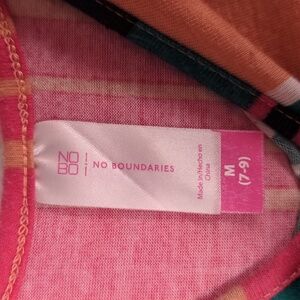 NO
BO
NO BOUNDARIES
Made in/Hecho en
China
M
(7-9)